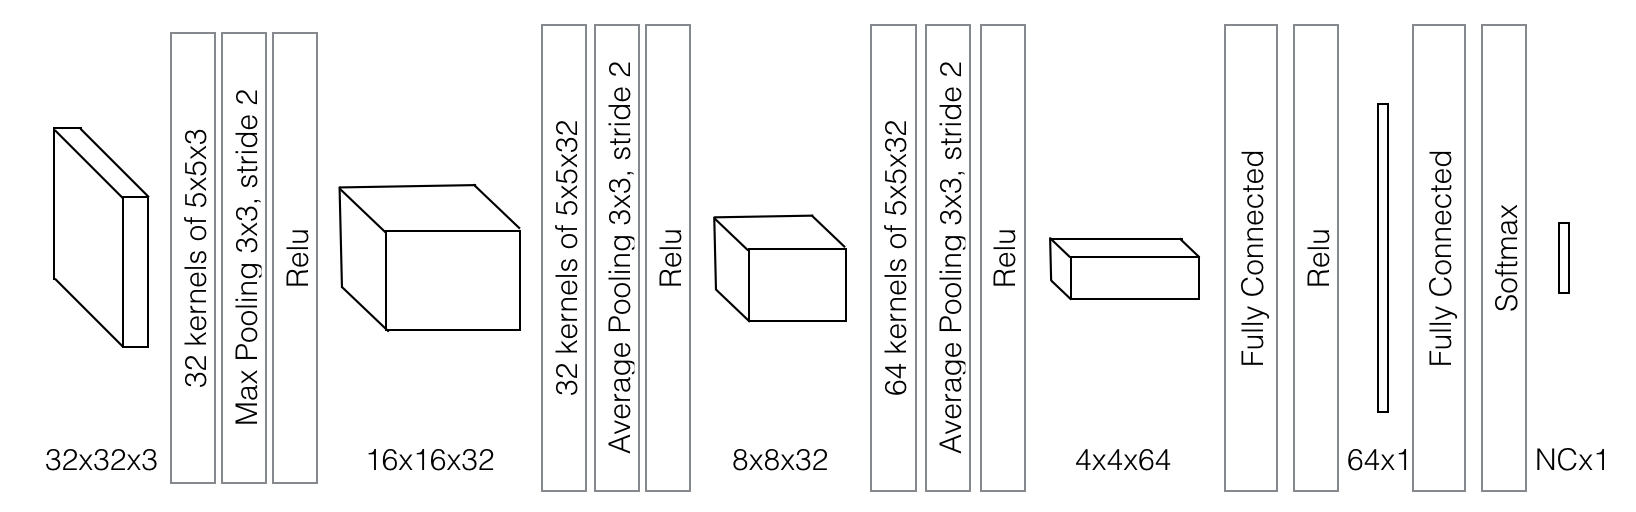 32x32x3
32 kernels of 5x5x3
Max Pooling 3x3, stride 2
Relu
16x16x32
32 kernels of 5x5x32
Average Pooling 3x3, stride 2
Relu
8x8x32
64 kernels of 5x5x32
Average Pooling 3x3, stride 2
Relu
4x4x64
Fully Connected
Relu
64x1
Fully Connected
Softmax
NCx1